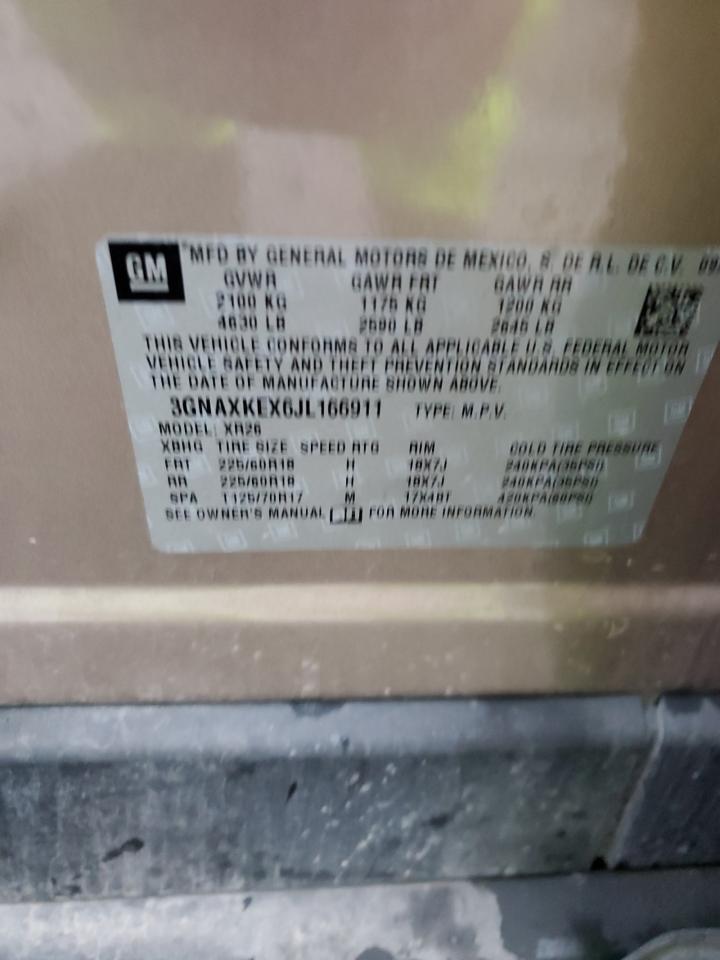 GM
MFD BY GENERAL MOTORS DE MEXICO, S. DE R.L. DE C.V. 09
GVWR GAWR FRT GAWR RR
2100 KG 1175 KG 1200 KG
4630 LB 2590 LB 2645 LB
THIS VEHICLE CONFORMS TO ALL APPLICABLE U.S. FEDERAL MOTOR
VEHICLE SAFETY AND THEFT PREVENTION STANDARDS IN EFFECT ON
THE DATE OF MANUFACTURE SHOWN ABOVE.
3GNAXKEX6JL166911 TYPE: M.P.V.
MODEL: XR26
XBHG TIRE SIZE SPEED RTG RIM COLD TIRE PRESSURE
FRT 225/60R18 H 18X7J 240KPA(35PSI)
RR 225/60R18 H 18X7J 240KPA(35PSI)
SPA T125/70R17 M 17X4BT 420KPA(60PSI)
SEE OWNER'S MANUAL FOR MORE INFORMATION